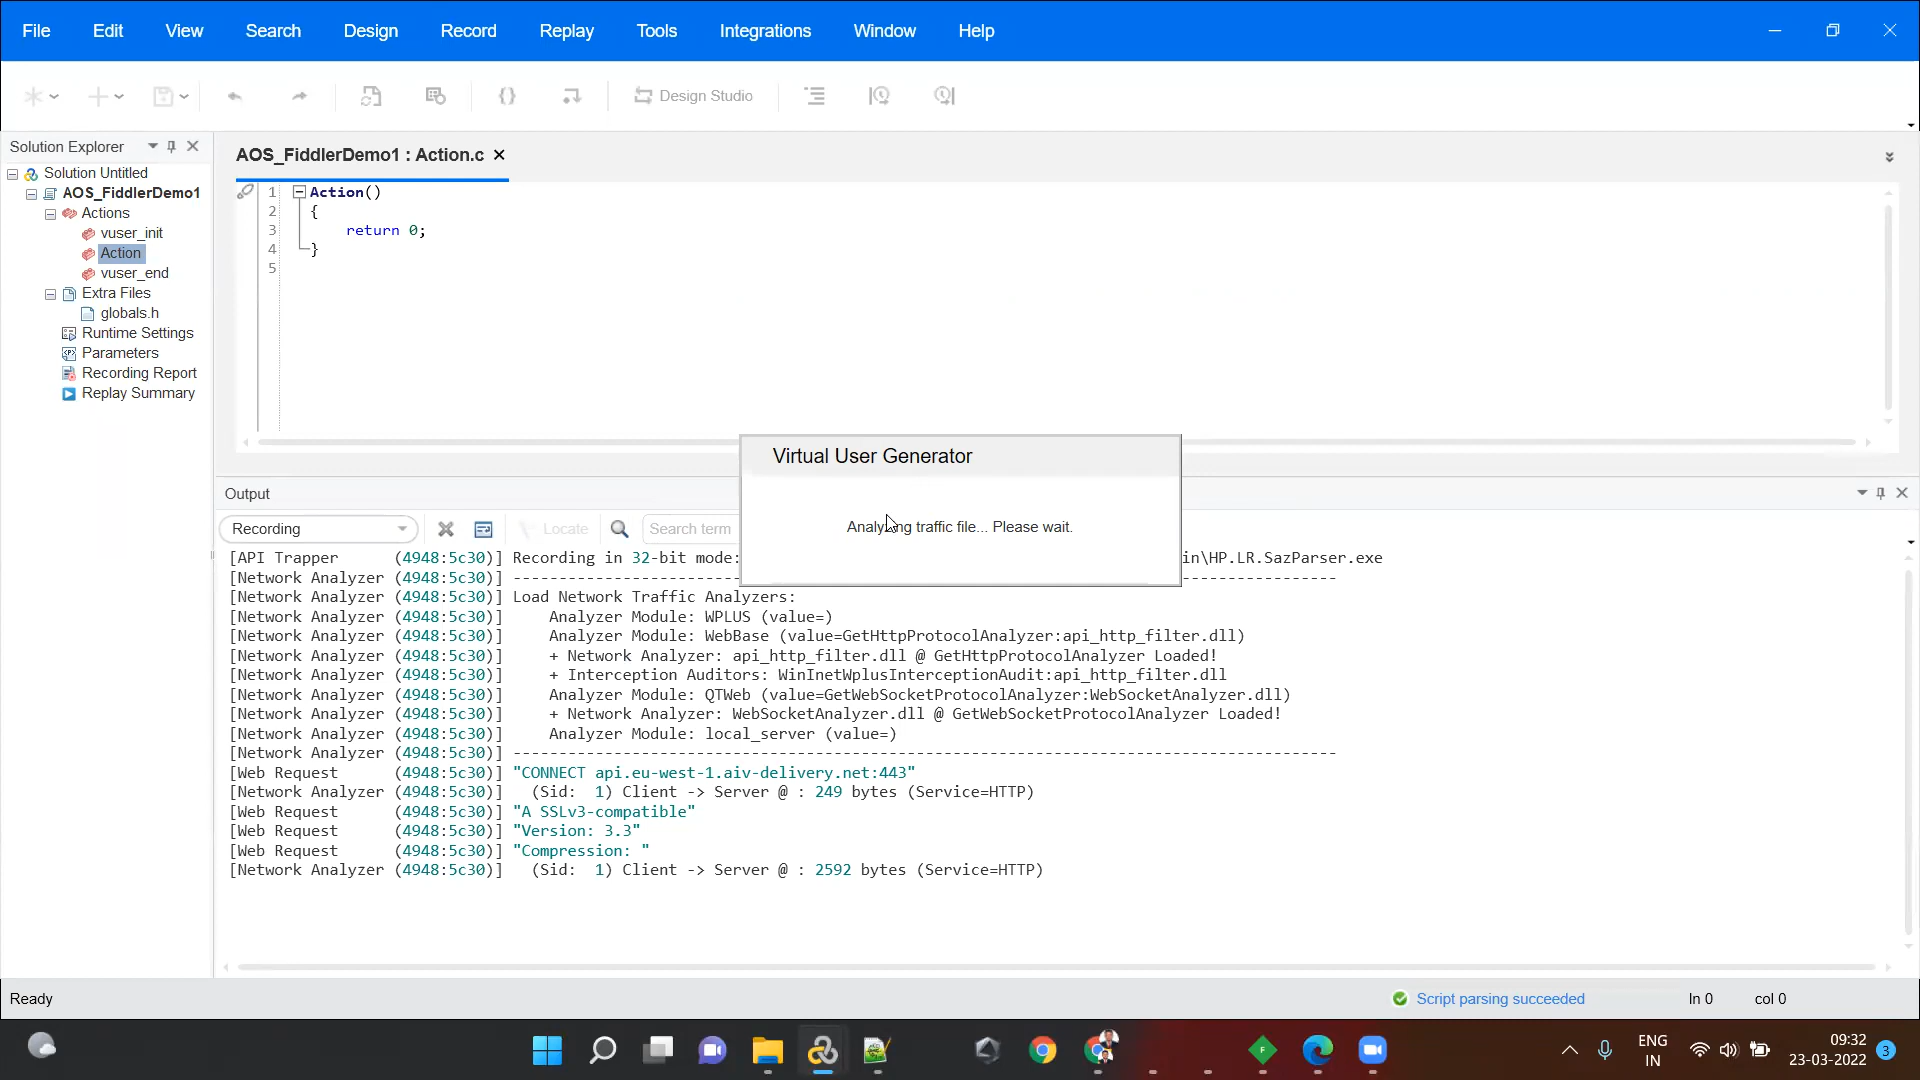 File Edit View Search Design Record Replay Tools Integrations Window Help
Design Studio
Solution Explorer
Solution Untitled
AOS_FiddlerDemo1
Actions
vuser_init
Action
vuser_end
Extra Files
globals.h
Runtime Settings
Parameters
Recording Report
Replay Summary
AOS_FiddlerDemo1 : Action.c
1 Action()
2 {
3 return 0;
4 }
5
Virtual User Generator
Analyzing traffic file... Please wait.
Output
Recording Locate Search term
[API Trapper (4948:5c30)] Recording in 32-bit mode: in\HP.LR.SazParser.exe
[Network Analyzer (4948:5c30)] ------------------------------------------------------------------------------------------
[Network Analyzer (4948:5c30)] Load Network Traffic Analyzers:
[Network Analyzer (4948:5c30)] Analyzer Module: WPLUS (value=)
[Network Analyzer (4948:5c30)] Analyzer Module: WebBase (value=GetHttpProtocolAnalyzer:api_http_filter.dll)
[Network Analyzer (4948:5c30)] + Network Analyzer: api_http_filter.dll @ GetHttpProtocolAnalyzer Loaded!
[Network Analyzer (4948:5c30)] + Interception Auditors: WinInetWplusInterceptionAudit:api_http_filter.dll
[Network Analyzer (4948:5c30)] Analyzer Module: QTWeb (value=GetWebSocketProtocolAnalyzer:WebSocketAnalyzer.dll)
[Network Analyzer (4948:5c30)] + Network Analyzer: WebSocketAnalyzer.dll @ GetWebSocketProtocolAnalyzer Loaded!
[Network Analyzer (4948:5c30)] Analyzer Module: local_server (value=)
[Network Analyzer (4948:5c30)] ------------------------------------------------------------------------------------------
[Web Request (4948:5c30)] "CONNECT api.eu-west-1.aiv-delivery.net:443"
[Network Analyzer (4948:5c30)] (Sid: 1) Client -> Server @ : 249 bytes (Service=HTTP)
[Web Request (4948:5c30)] "A SSLv3-compatible"
[Web Request (4948:5c30)] "Version: 3.3"
[Web Request (4948:5c30)] "Compression: "
[Network Analyzer (4948:5c30)] (Sid: 1) Client -> Server @ : 2592 bytes (Service=HTTP)
Ready Script parsing succeeded ln 0 col 0
ENG
IN
09:32
23-03-2022
3